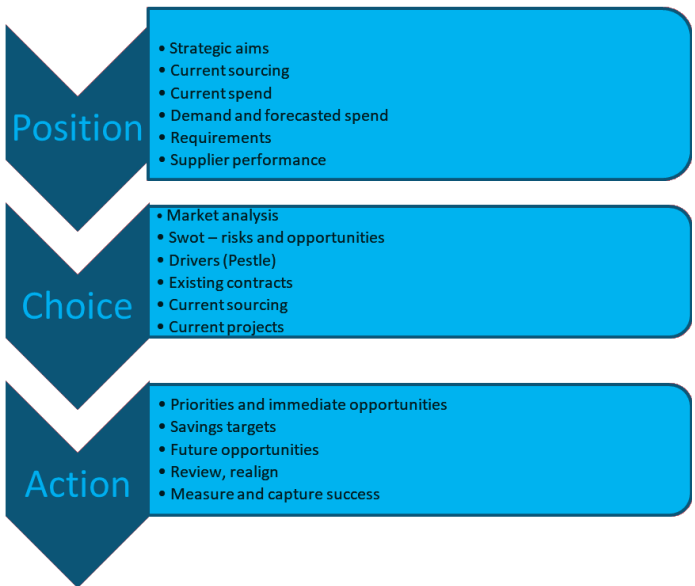 Position
• Strategic aims
• Current sourcing
• Current spend
• Demand and forecasted spend
• Requirements
• Supplier performance
Choice
• Market analysis
• Swot – risks and opportunities
• Drivers (Pestle)
• Existing contracts
• Current sourcing
• Current projects
Action
• Priorities and immediate opportunities
• Savings targets
• Future opportunities
• Review, realign
• Measure and capture success